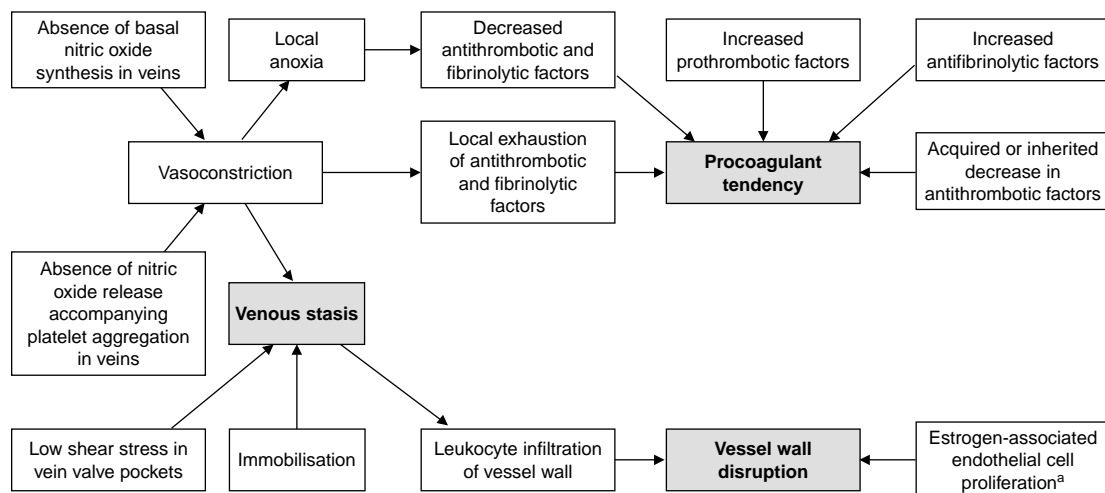 Absence of basal
nitric oxide
synthesis in veins
Local
anoxia
Decreased
antithrombotic and
fibrinolytic factors
Increased
prothrombotic factors
Increased
antifibrinolytic factors
Vasoconstriction
Local exhaustion
of antithrombotic
and fibrinolytic
factors
Procoagulant
tendency
Acquired or inherited
decrease in
antithrombotic factors
Absence of nitric
oxide release
accompanying
platelet aggregation
in veins
Venous stasis
Low shear stress in
vein valve pockets
Immobilisation
Leukocyte infiltration
of vessel wall
Vessel wall
disruption
Estrogen-associated
endothelial cell
proliferationᵃ